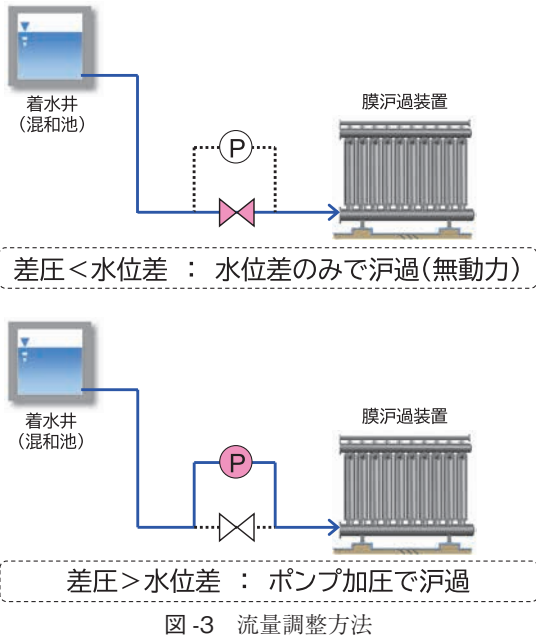 着水井
(混和池)
膜沪過装置
P
差圧＜水位差 ： 水位差のみで沪過(無動力)
着水井
(混和池)
膜沪過装置
P
差圧＞水位差 ： ポンプ加圧で沪過
図-3 流量調整方法